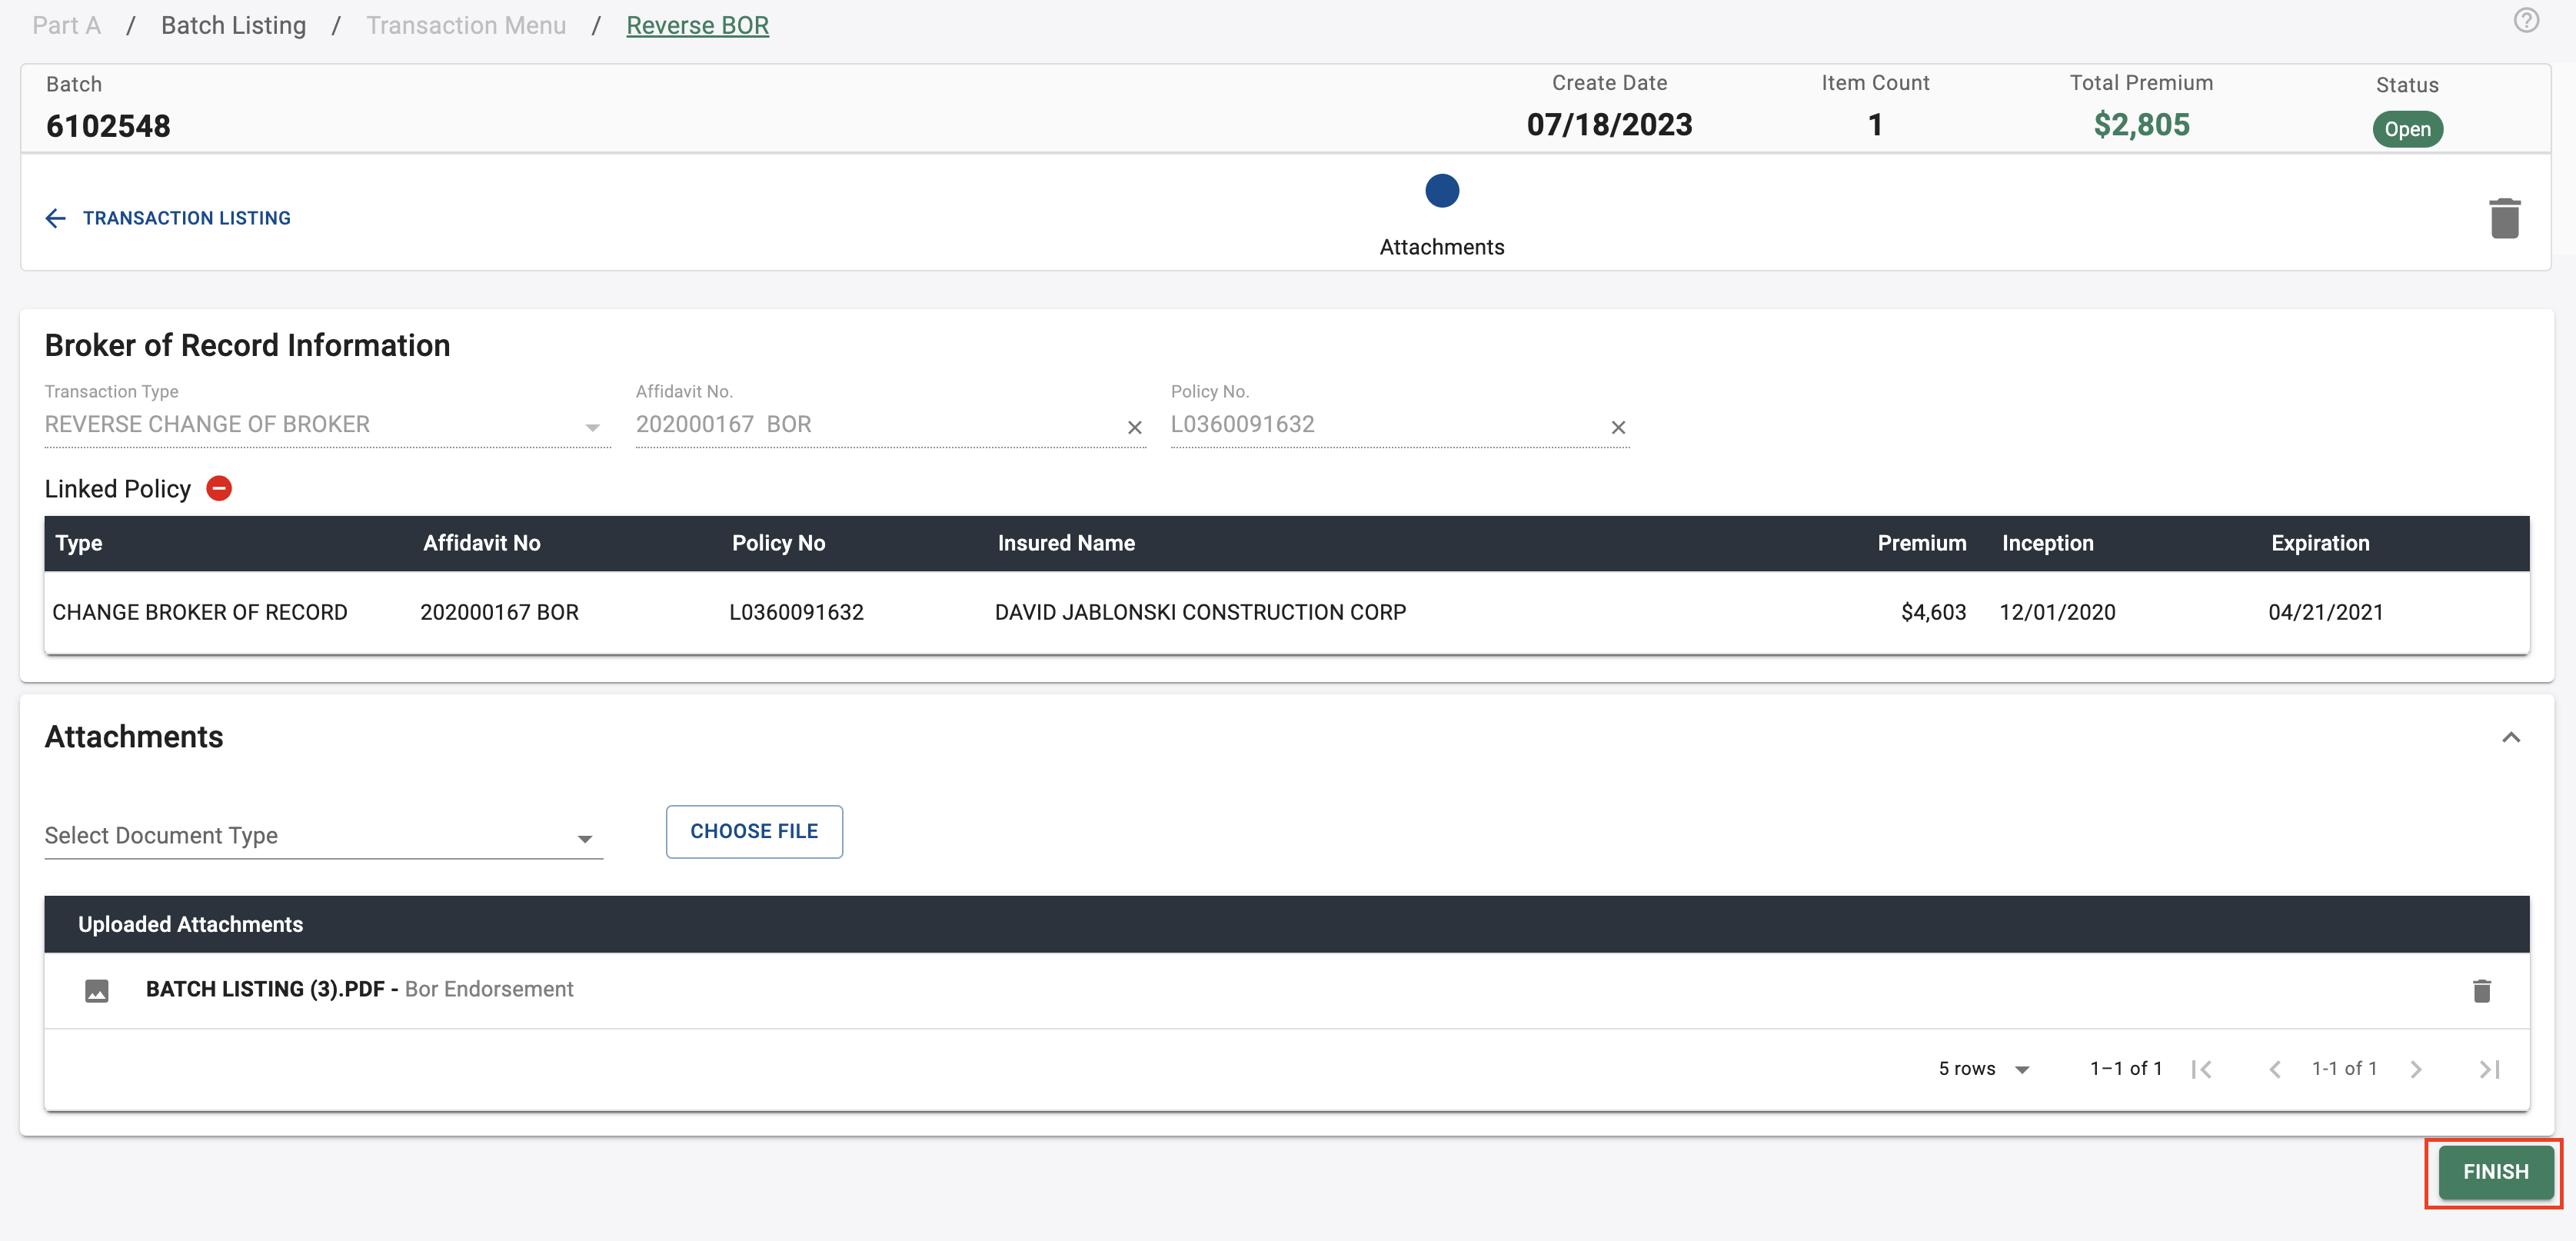 Part A / Batch Listing / Transaction Menu / Reverse BOR
Batch Create Date Item Count Total Premium Status
6102548 07/18/2023 1 $2,805 Open
TRANSACTION LISTING
Attachments
Broker of Record Information
Transaction Type Affidavit No. Policy No.
REVERSE CHANGE OF BROKER 202000167 BOR L0360091632
Linked Policy
Type Affidavit No Policy No Insured Name Premium Inception Expiration
CHANGE BROKER OF RECORD 202000167 BOR L0360091632 DAVID JABLONSKI CONSTRUCTION CORP $4,603 12/01/2020 04/21/2021
Attachments
Select Document Type CHOOSE FILE
Uploaded Attachments
BATCH LISTING (3).PDF - Bor Endorsement
5 rows 1–1 of 1 1-1 of 1
FINISH